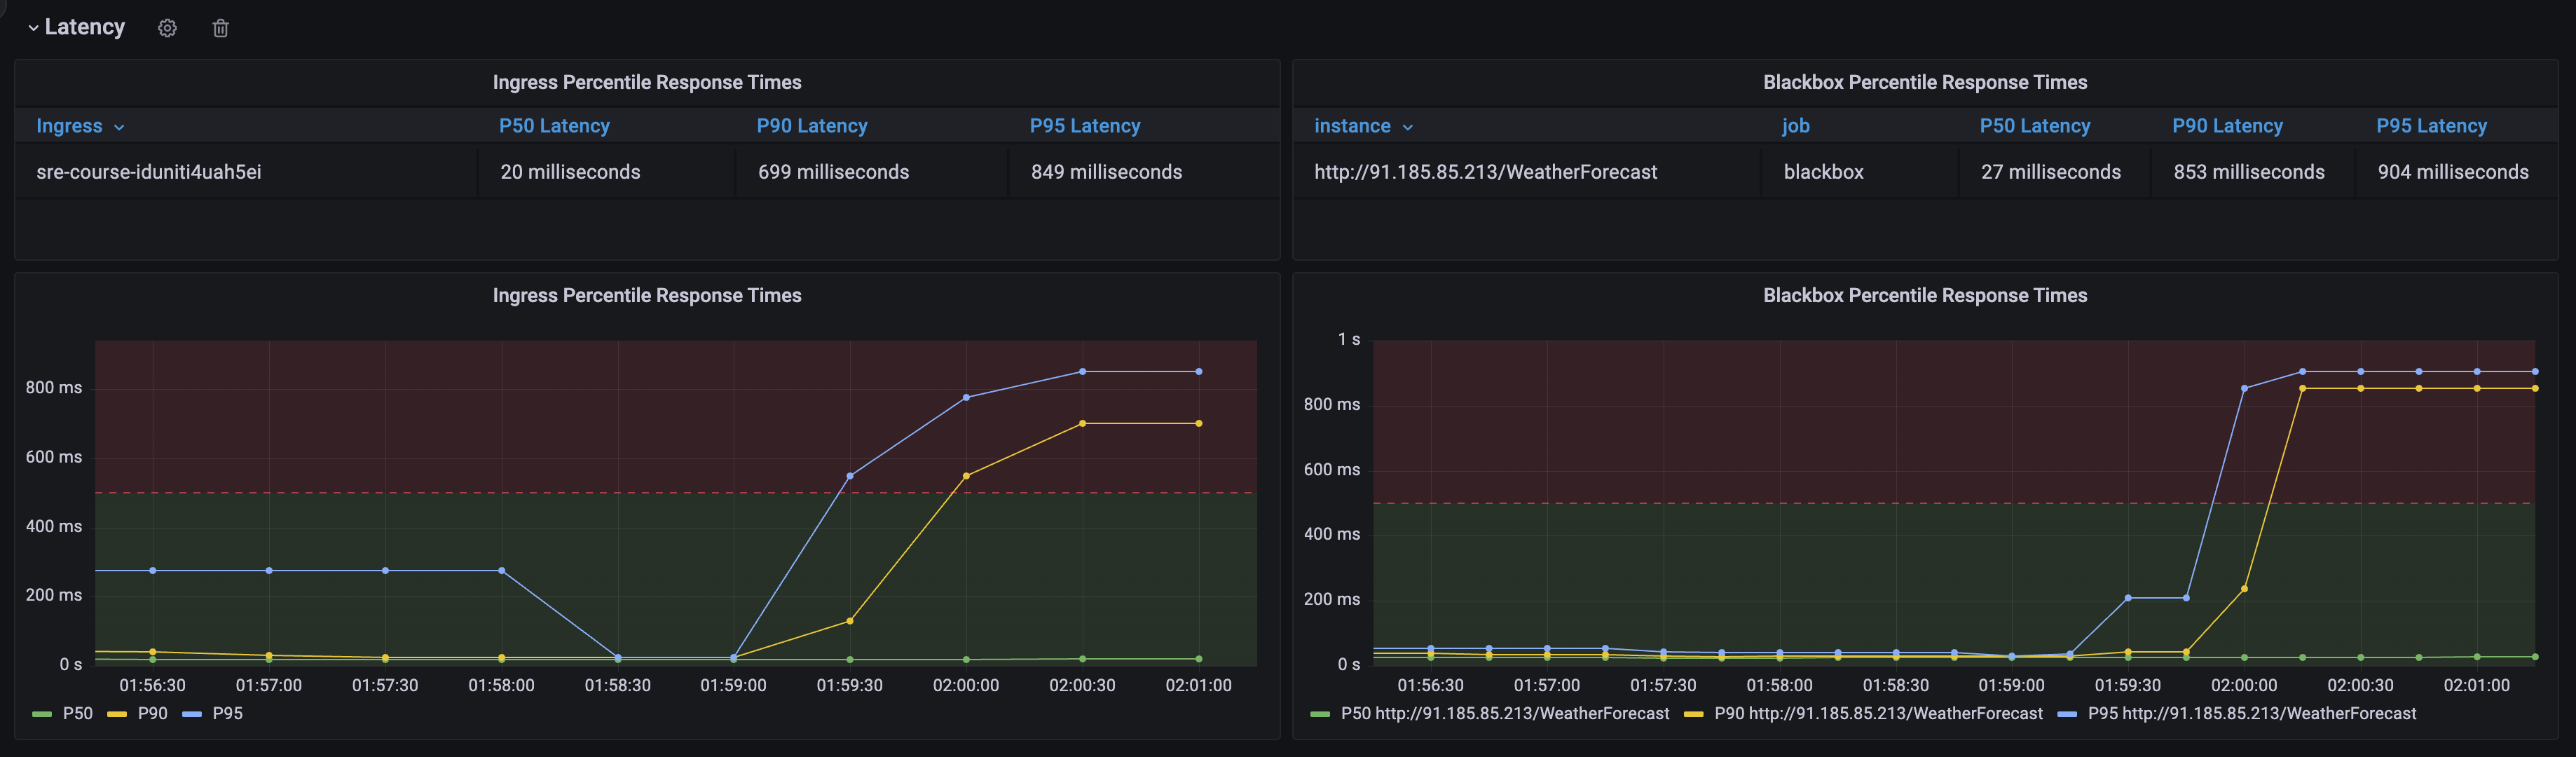 Latency
Ingress Percentile Response Times
Ingress P50 Latency P90 Latency P95 Latency
sre-course-iduniti4uah5ei 20 milliseconds 699 milliseconds 849 milliseconds
Blackbox Percentile Response Times
instance job P50 Latency P90 Latency P95 Latency
http://91.185.85.213/WeatherForecast blackbox 27 milliseconds 853 milliseconds 904 milliseconds
Ingress Percentile Response Times
800 ms
600 ms
400 ms
200 ms
0 s
01:56:30 01:57:00 01:57:30 01:58:00 01:58:30 01:59:00 01:59:30 02:00:00 02:00:30 02:01:00
P50 P90 P95
Blackbox Percentile Response Times
1 s
800 ms
600 ms
400 ms
200 ms
0 s
01:56:30 01:57:00 01:57:30 01:58:00 01:58:30 01:59:00 01:59:30 02:00:00 02:00:30 02:01:00
P50 http://91.185.85.213/WeatherForecast P90 http://91.185.85.213/WeatherForecast P95 http://91.185.85.213/WeatherForecast